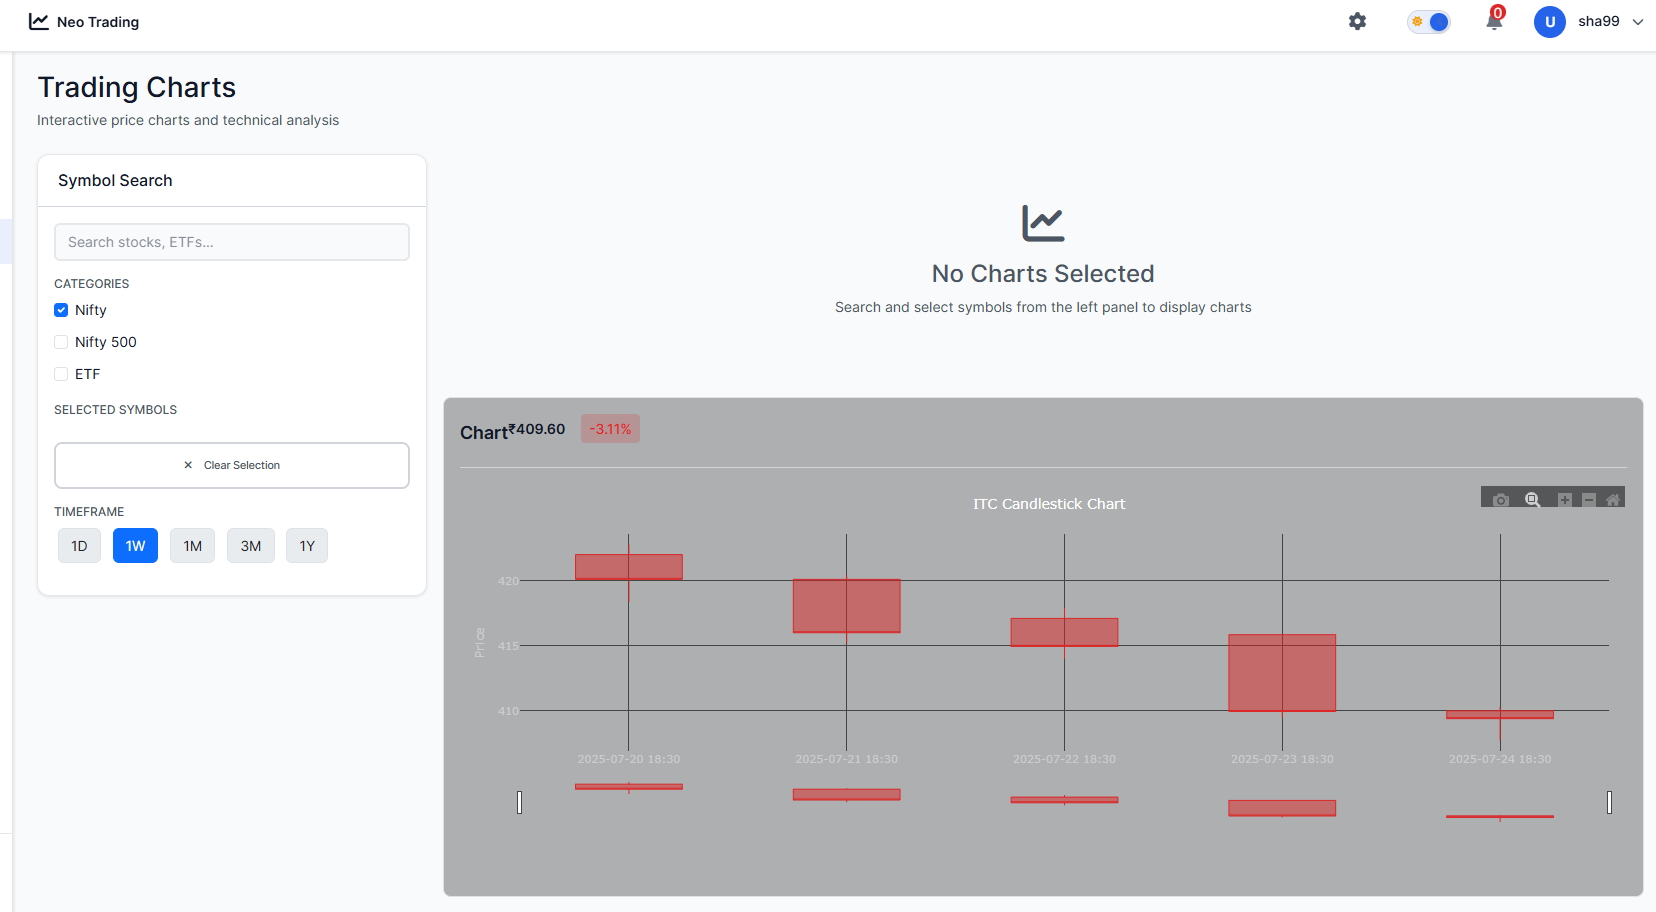 Neo Trading
0
U
sha99
Trading Charts
Interactive price charts and technical analysis
Symbol Search
Search stocks, ETFs...
CATEGORIES
Nifty
Nifty 500
ETF
SELECTED SYMBOLS
× Clear Selection
TIMEFRAME
1D 1W 1M 3M 1Y
No Charts Selected
Search and select symbols from the left panel to display charts
Chart₹409.60 -3.11%
ITC Candlestick Chart
Price
420
415
410
2025-07-20 18:30 2025-07-21 18:30 2025-07-22 18:30 2025-07-23 18:30 2025-07-24 18:30